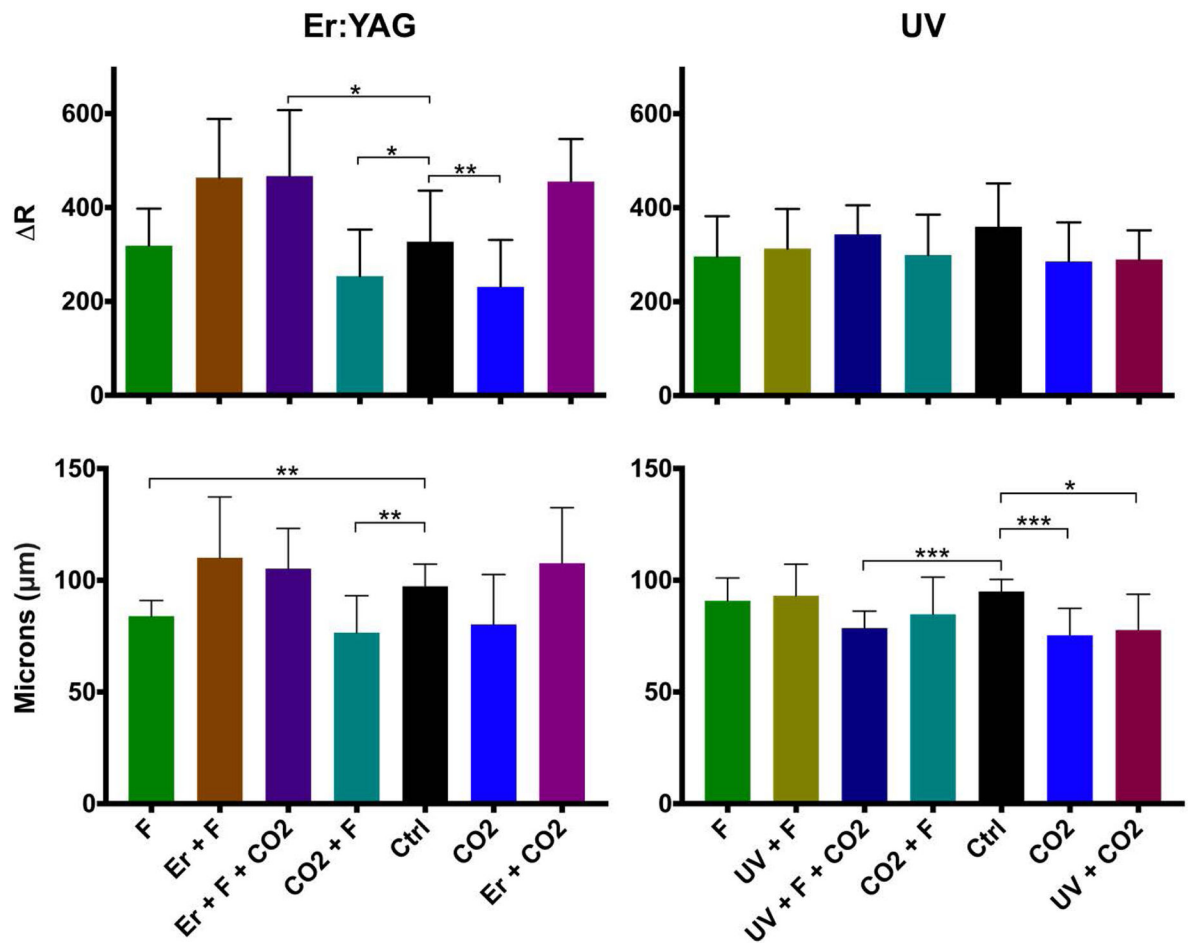 Er:YAG
UV
ΔR
600
400
200
0
*
*
**
600
400
200
0
Microns (μm)
150
100
50
0
**
**
F
Er + F
Er + F + CO2
CO2 + F
Ctrl
CO2
Er + CO2
150
100
50
0
***
***
*
F
UV + F
UV + F + CO2
CO2 + F
Ctrl
CO2
UV + CO2